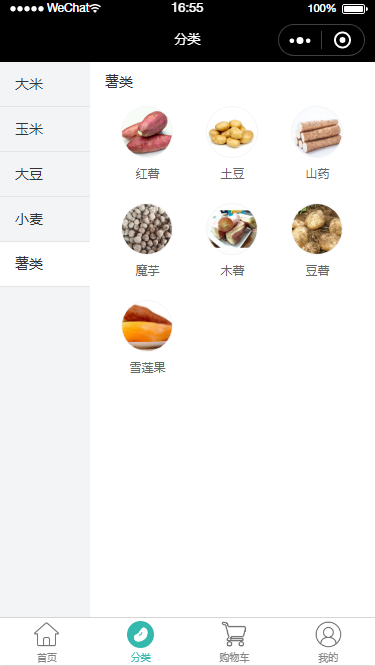 WeChat
16:55
100%
分类
大米
玉米
大豆
小麦
薯类
薯类
红薯
土豆
山药
魔芋
木薯
豆薯
雪莲果
首页
分类
购物车
我的